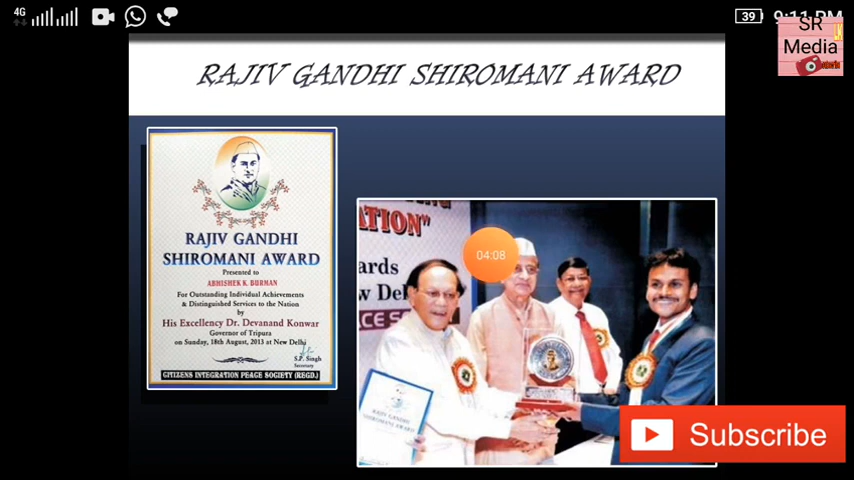 4G
39
9:11 PM
SR
Media
RAJIV GANDHI SHIROMANI AWARD
RAJIV GANDHI
SHIROMANI AWARD
Presented to
ABHISHEK K. BURMAN
For Outstanding Individual Achievements
& Distinguished Services to the Nation
by
His Excellency Dr. Devanand Konwar
Governor of Tripura
on Sunday, 18th August, 2013 at New Delhi
S.P. Singh
Secretary
CITIZENS INTEGRATION PEACE SOCIETY (REGD.)
ATION"
ards
w Del
CE SO
04:08
RAJIV GANDHI
SHIROMANI AWARD
Subscribe